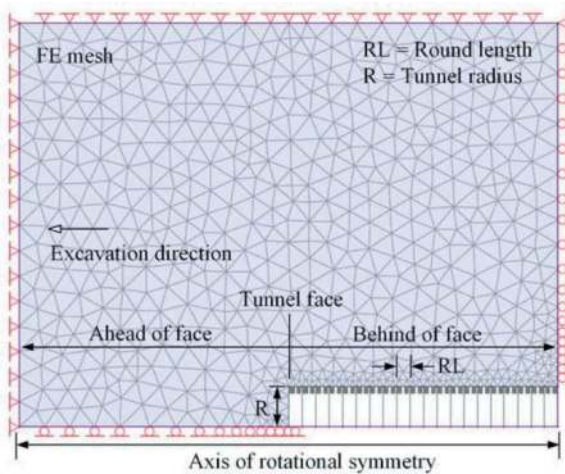 FE mesh
RL = Round length
R = Tunnel radius
Excavation direction
Tunnel face
Ahead of face
Behind of face
RL
R
Axis of rotational symmetry